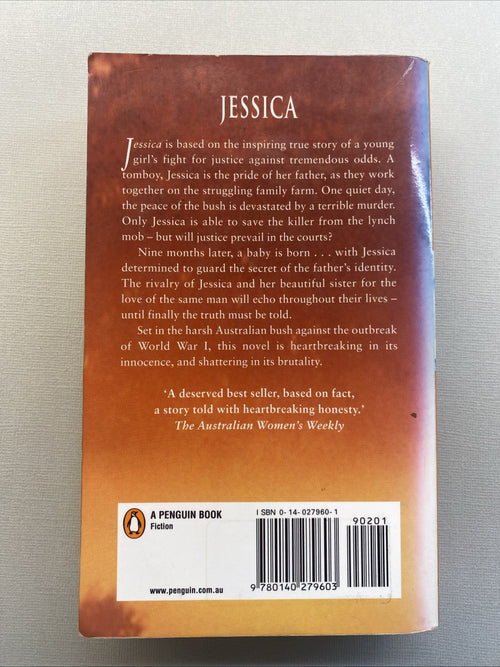 JESSICA
Jessica is based on the inspiring true story of a young
girl's fight for justice against tremendous odds. A
tomboy, Jessica is the pride of her father, as they work
together on the struggling family farm. One quiet day,
the peace of the bush is devastated by a terrible murder.
Only Jessica is able to save the killer from the lynch
mob – but will justice prevail in the courts?
Nine months later, a baby is born . . . with Jessica
determined to guard the secret of the father's identity.
The rivalry of Jessica and her beautiful sister for the
love of the same man will echo throughout their lives –
until finally the truth must be told.
Set in the harsh Australian bush against the outbreak
of World War I, this novel is heartbreaking in its
innocence, and shattering in its brutality.
'A deserved best seller, based on fact,
a story told with heartbreaking honesty.'
The Australian Women's Weekly
A PENGUIN BOOK
Fiction
www.penguin.com.au
ISBN 0-14-027960-1
90201
9 780140 279603